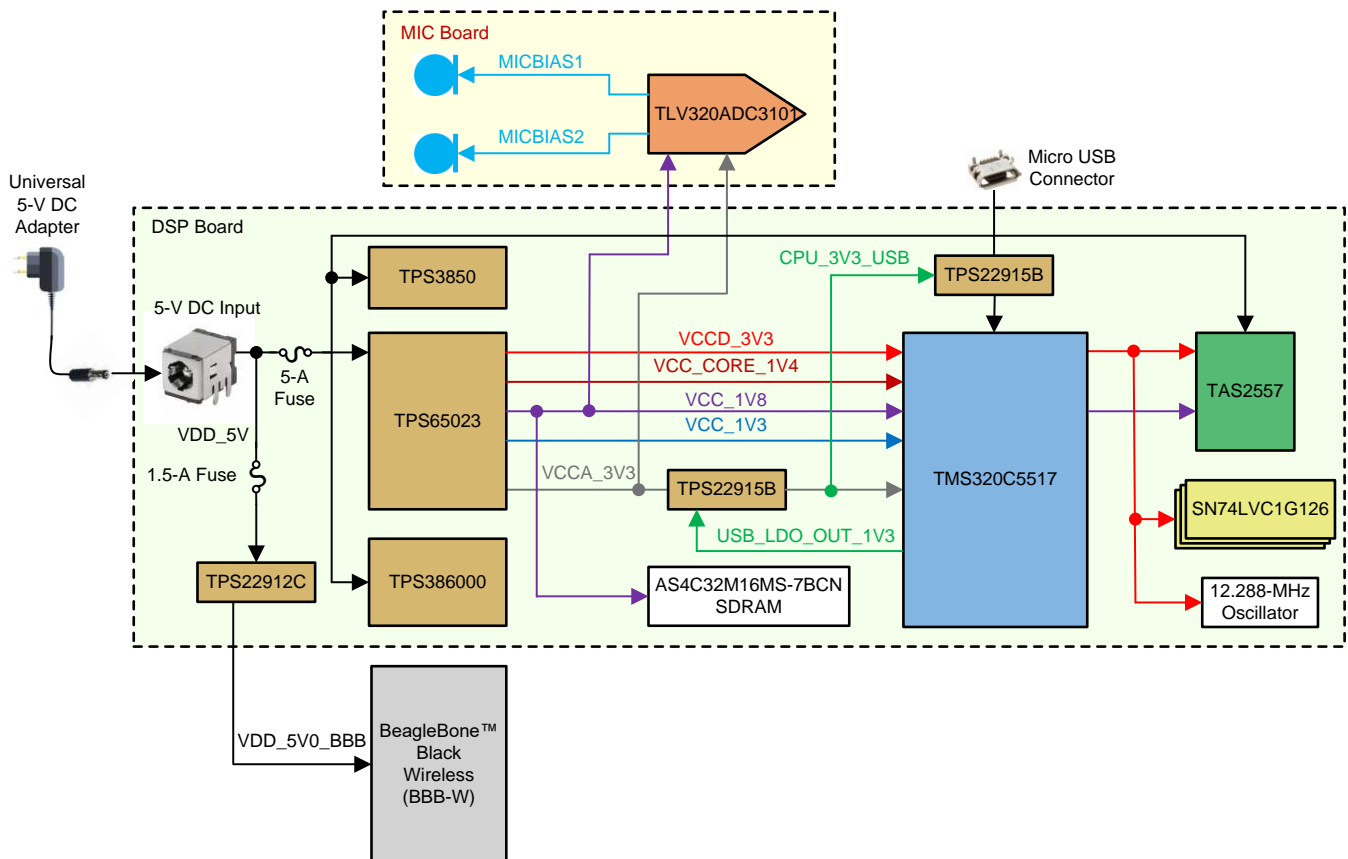 MIC Board
MICBIAS1
TLV320ADC3101
MICBIAS2
Micro USB
Connector
Universal
5-V DC
Adapter
DSP Board
TPS3850
CPU_3V3_USB
TPS22915B
5-V DC Input
5-A
Fuse
VDD_5V
1.5-A Fuse
TPS65023
VCCD_3V3
VCC_CORE_1V4
VCC_1V8
VCC_1V3
VCCA_3V3
TPS22915B
USB_LDO_OUT_1V3
TMS320C5517
TAS2557
SN74LVC1G126
12.288-MHz
Oscillator
TPS22912C
TPS386000
AS4C32M16MS-7BCN
SDRAM
VDD_5V0_BBB
BeagleBone™
Black
Wireless
(BBB-W)